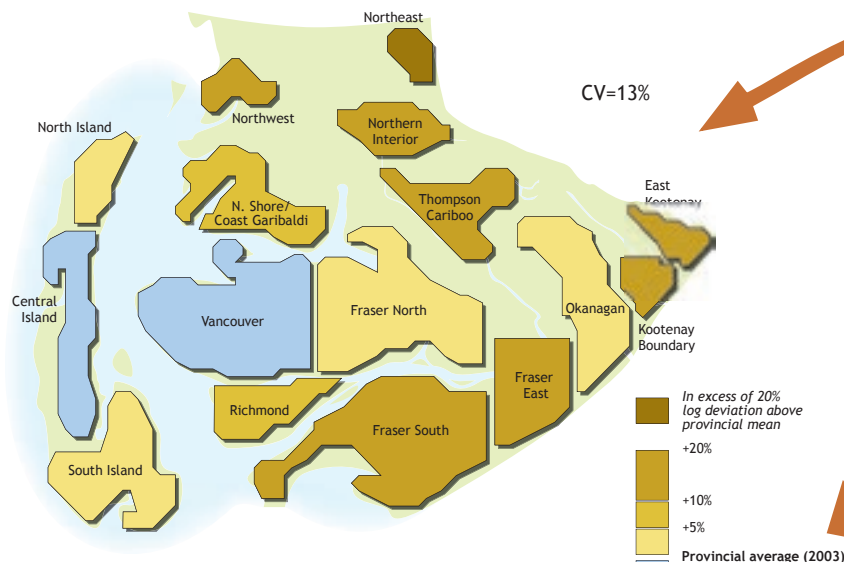 Northeast
CV=13%
Northwest
Northern
Interior
North Island
East
N. Shore/
Coast Garibaldi
Thompson
Cariboo
Central
Island
Vancouver
Fraser North
Okanagan
Kootenay
Boundary
Fraser
East
Richmond
Fraser South
South Island
In excess of 20%
log deviation above
provincial mean
+20%
+10%
+5%
Provincial average (2003)